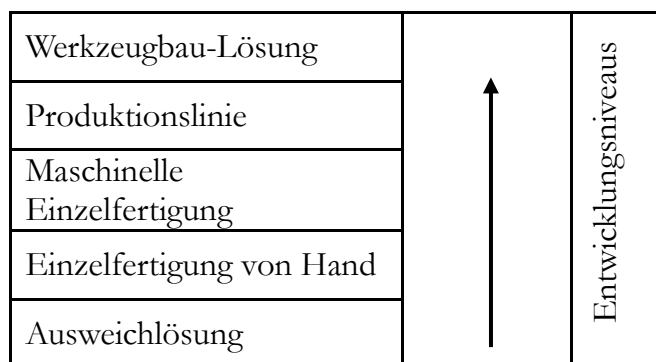 Werkzeugbau-Lösung
Produktionslinie
Maschinelle
Einzelfertigung
Einzelfertigung von Hand
Ausweichlösung
Entwicklungsniveaus